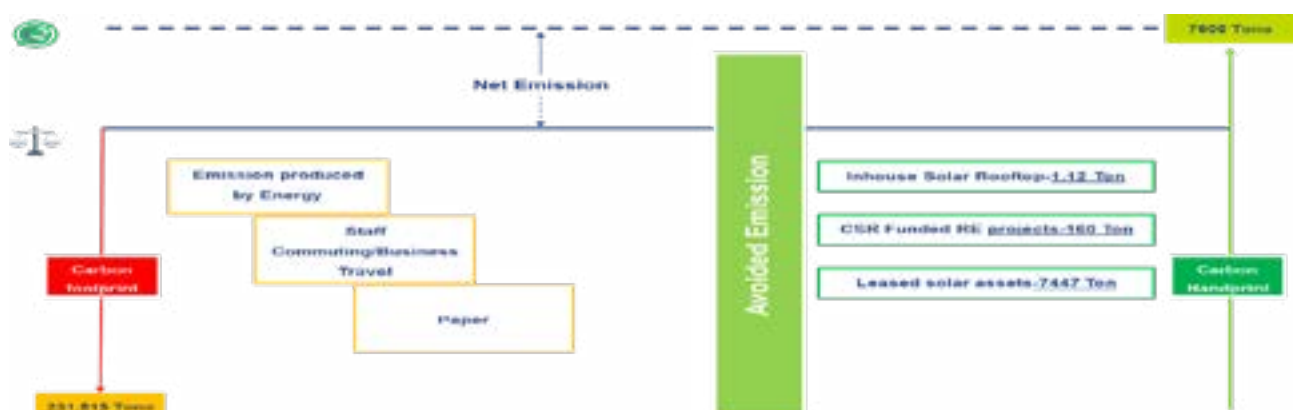 Tons
Net Emission
Emission produced
by Energy
Staff
Commuting/Business
Travel
Paper
Carbon
footprint
Avoided Emission
Inhouse Solar Rooftop-1.12 Ton
CSR Funded RE projects-160 Ton
Leased solar assets-7447 Ton
Carbon
Handprint
Tons